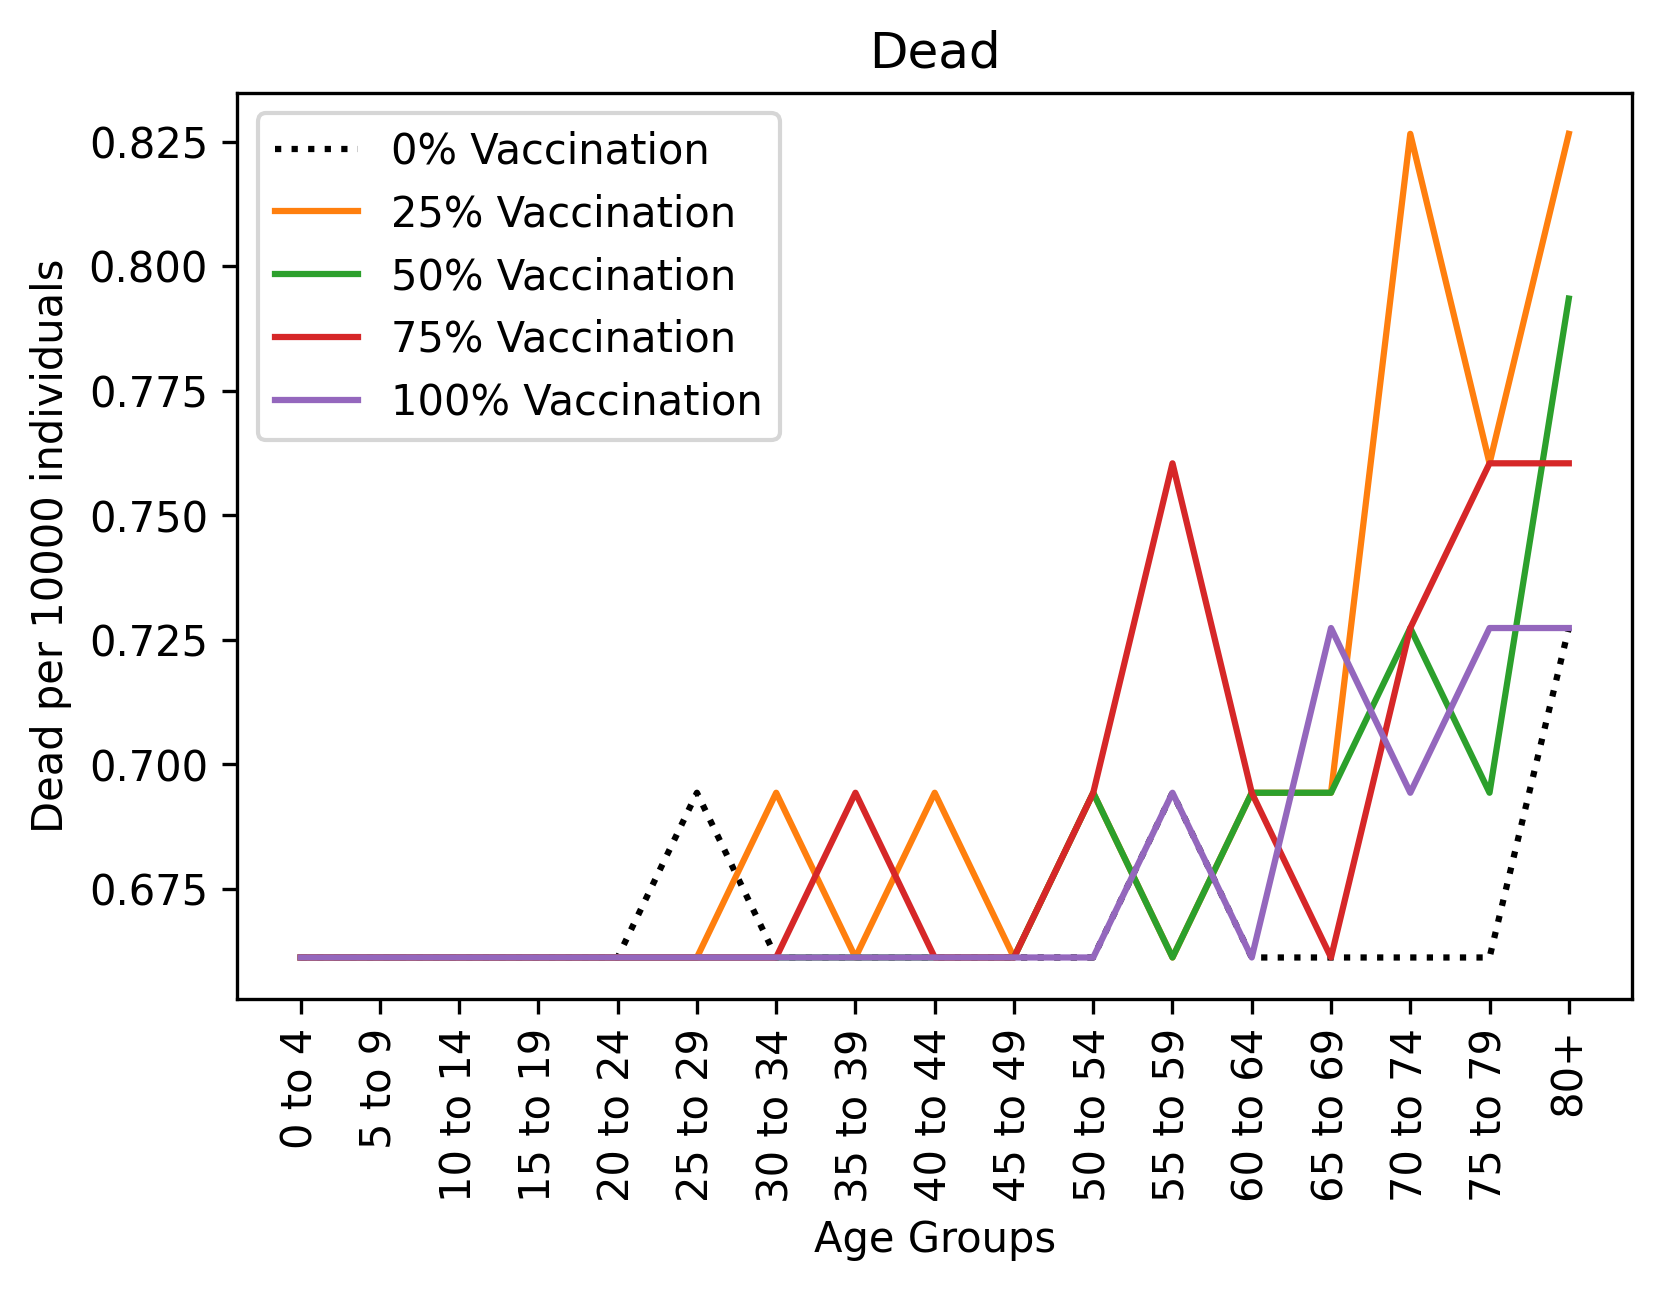 Dead
0% Vaccination
25% Vaccination
50% Vaccination
75% Vaccination
100% Vaccination
Dead per 10000 individuals
0.825
0.800
0.775
0.750
0.725
0.700
0.675
0 to 4
5 to 9
10 to 14
15 to 19
20 to 24
25 to 29
30 to 34
35 to 39
40 to 44
45 to 49
50 to 54
55 to 59
60 to 64
65 to 69
70 to 74
75 to 79
80+
Age Groups